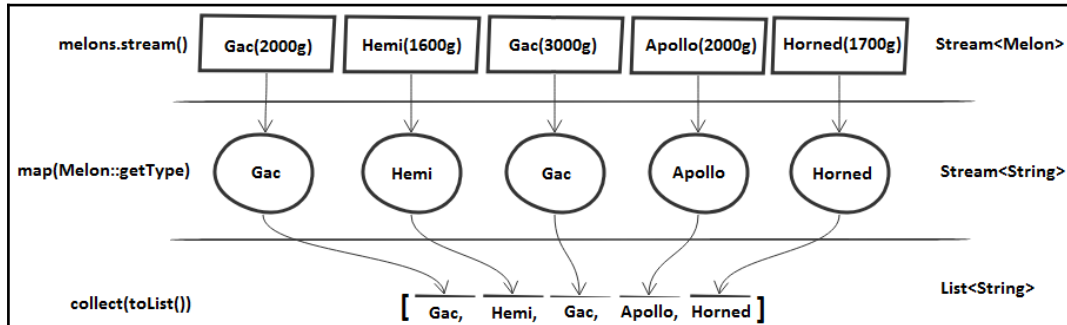 melons.stream() Gac(2000g) Hemi(1600g) Gac(3000g) Apollo(2000g) Horned(1700g) Stream<Melon>
map(Melon::getType) Gac Hemi Gac Apollo Horned Stream<String>
collect(toList()) [ Gac, Hemi, Gac, Apollo, Horned ] List<String>